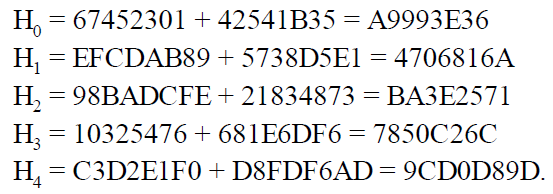 H₀ = 67452301 + 42541B35 = A9993E36
H₁ = EFCDAB89 + 5738D5E1 = 4706816A
H₂ = 98BADCFE + 21834873 = BA3E2571
H₃ = 10325476 + 681E6DF6 = 7850C26C
H₄ = C3D2E1F0 + D8FDF6AD = 9CD0D89D.